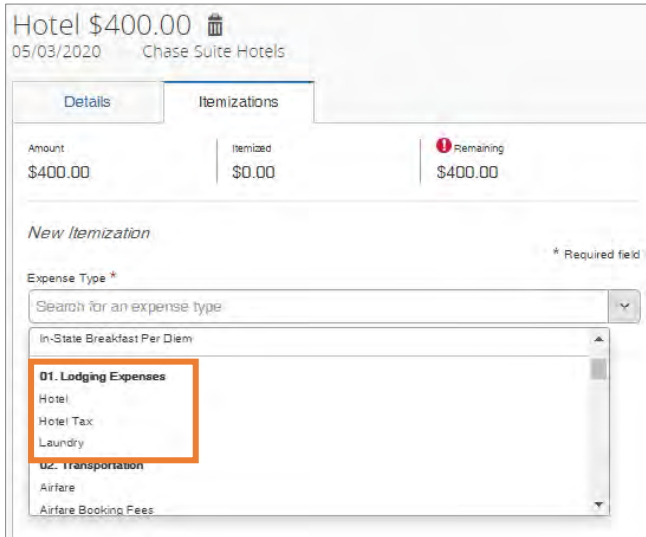 Hotel $400.00
05/03/2020 Chase Suite Hotels
Details Itemizations
Amount Itemized Remaining
$400.00 $0.00 $400.00
New Itemization
* Required field
Expense Type *
Search for an expense type
In-State Breakfast Per Diem
01. Lodging Expenses
Hotel
Hotel Tax
Laundry
02. Transportation
Airfare
Airfare Booking Fees